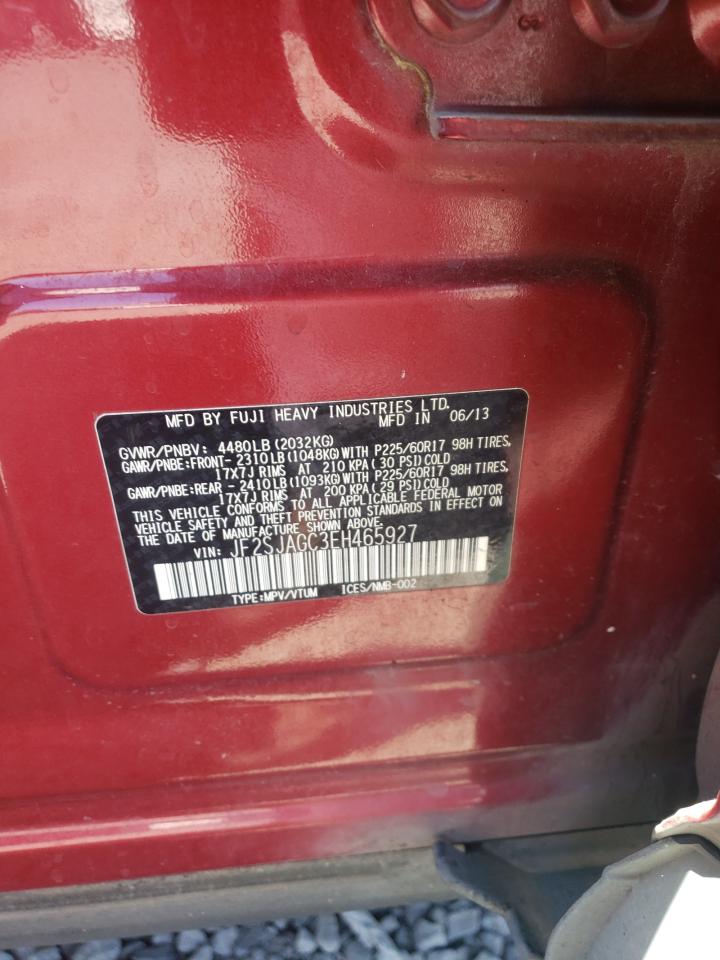 MFD BY FUJI HEAVY INDUSTRIES LTD.
MFD IN 06/13
GVWR/PNBV: 4480LB(2032KG)
GAWR/PNBE:FRONT- 2310LB(1048KG)WITH P225/60R17 98H TIRES,
17X7J RIMS AT 210 KPA(30 PSI)COLD
GAWR/PNBE:REAR - 2410LB(1093KG)WITH P225/60R17 98H TIRES,
17X7J RIMS AT 200 KPA(29 PSI)COLD
THIS VEHICLE CONFORMS TO ALL APPLICABLE FEDERAL MOTOR
VEHICLE SAFETY AND THEFT PREVENTION STANDARDS IN EFFECT ON
THE DATE OF MANUFACTURE SHOWN ABOVE.
VIN: JF2SJAGC3EH465927
TYPE:MPV/VTUM ICES/NMB-002